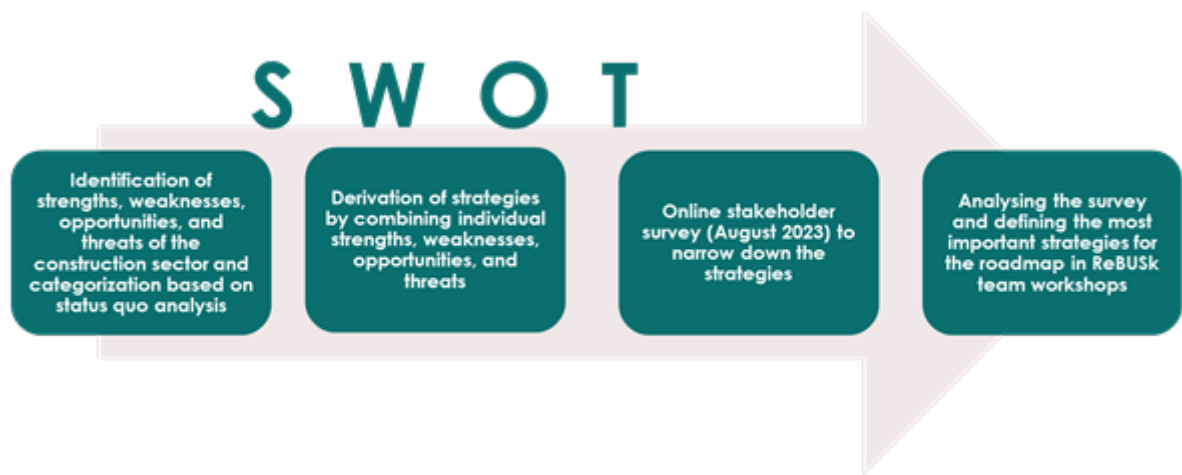 S W O T
Identification of
strengths, weaknesses,
opportunities, and
threats of the
construction sector and
categorization based on
status quo analysis
Derivation of strategies
by combining individual
strengths, weaknesses,
opportunities, and
threats
Online stakeholder
survey (August 2023) to
narrow down the
strategies
Analysing the survey
and defining the most
important strategies for
the roadmap in ReBUSk
team workshops